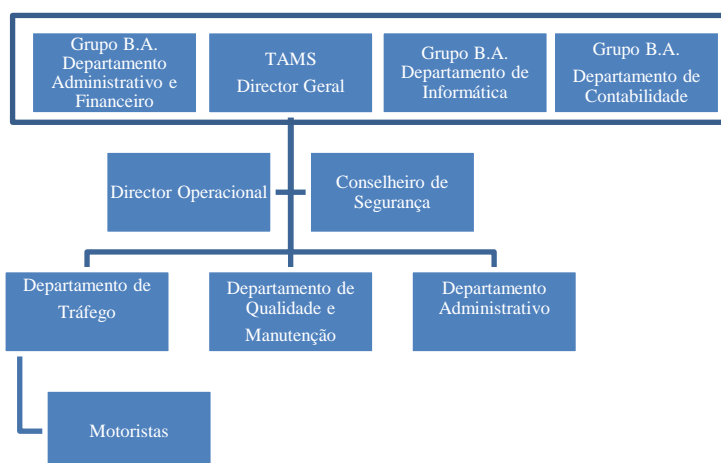 Grupo B.A.
Departamento
Administrativo e
Financeiro
TAMS
Director Geral
Grupo B.A.
Departamento de
Informática
Grupo B.A.
Departamento de
Contabilidade
Director Operacional
Conselheiro de
Segurança
Departamento de
Tráfego
Departamento de
Qualidade e
Manutenção
Departamento
Administrativo
Motoristas